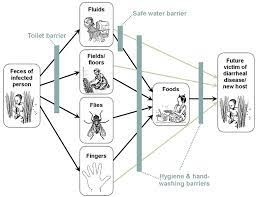 Fluids
Safe water barrier
Toilet barrier
Feces of
infected
person
Fields/
floors
Foods
Future
victim of
diarrheal
disease/
new host
Flies
Fingers
Hygiene & hand-
washing barriers